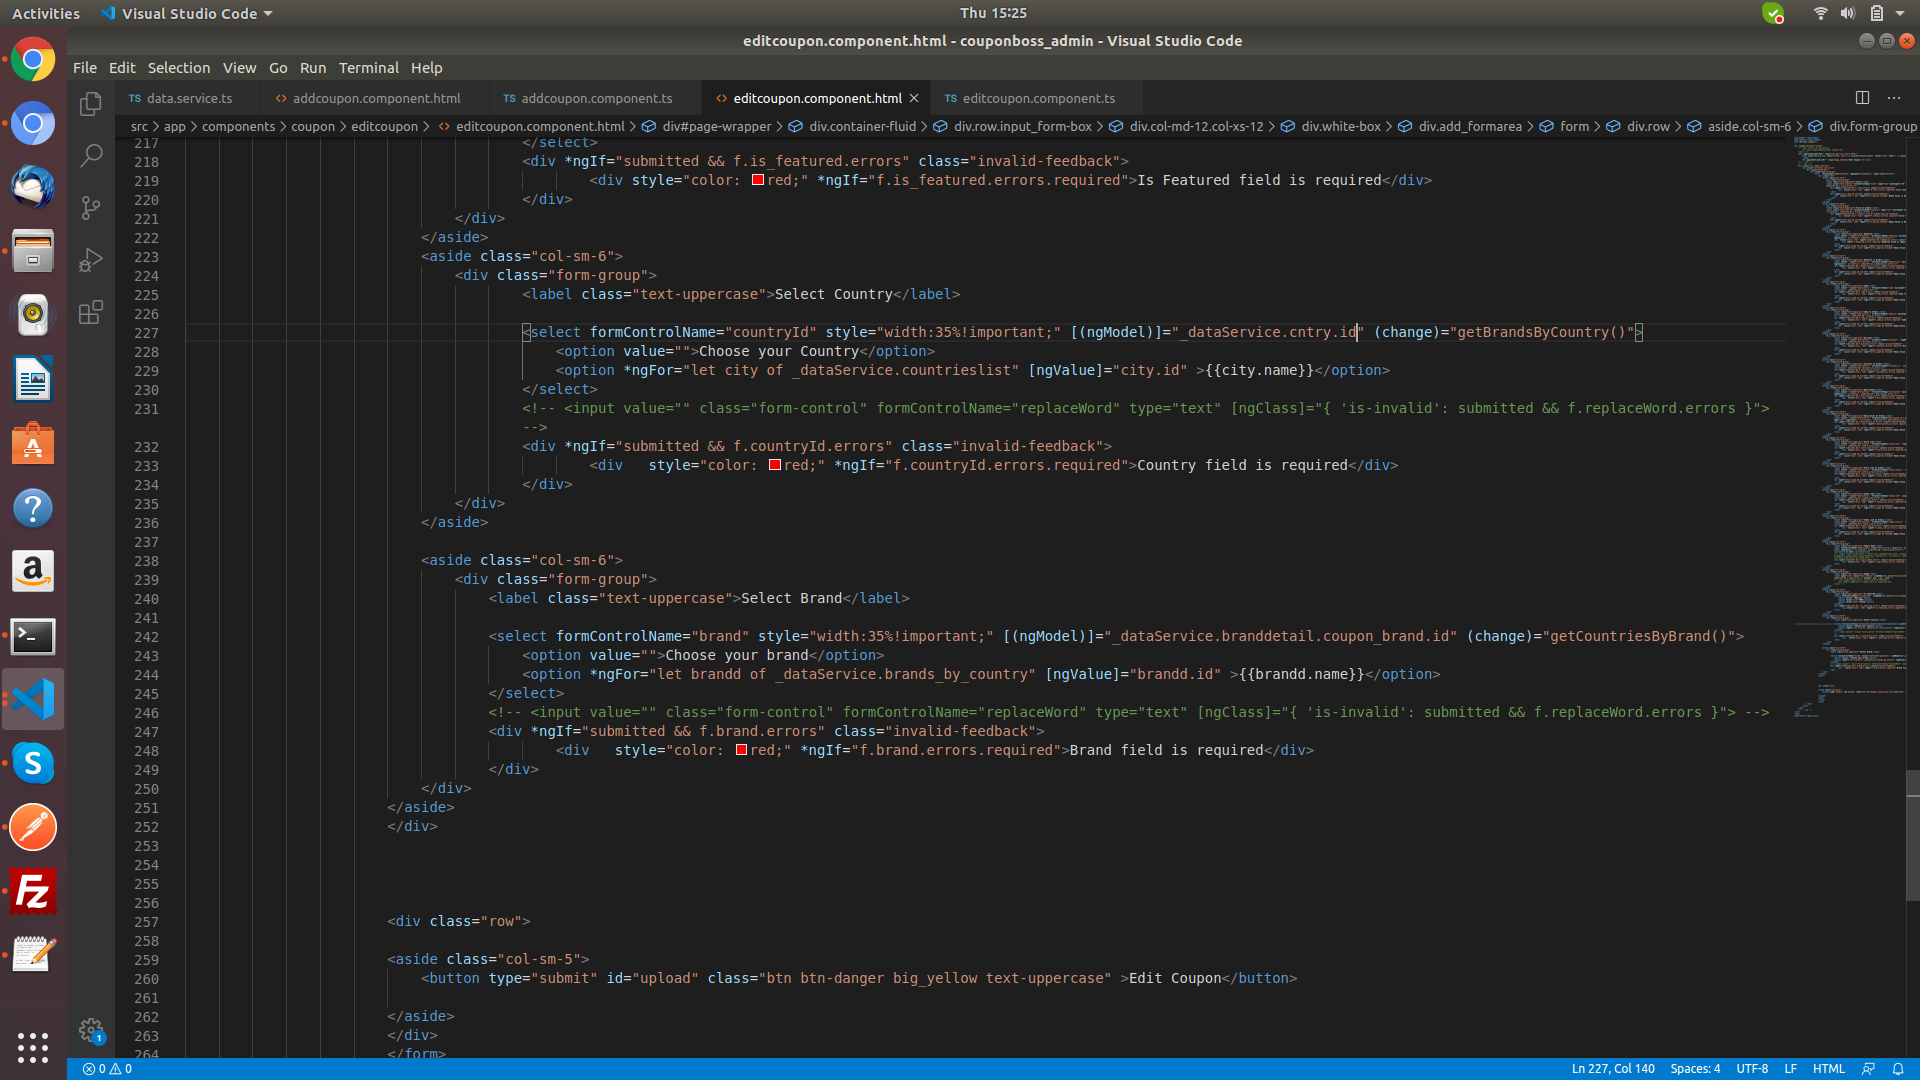 Activities Visual Studio Code Thu 15:25
editcoupon.component.html - couponboss_admin - Visual Studio Code
File Edit Selection View Go Run Terminal Help
TS data.service.ts <> addcoupon.component.html TS addcoupon.component.ts <> editcoupon.component.html TS editcoupon.component.ts
src > app > components > coupon > editcoupon > <> editcoupon.component.html > div#page-wrapper > div.container-fluid > div.row.input_form-box > div.col-md-12.col-xs-12 > div.white-box > div.add_formarea > form > div.row > aside.col-sm-6 > div.form-group
217 </select>
218 <div *ngIf="submitted && f.is_featured.errors" class="invalid-feedback">
219 <div style="color: red;" *ngIf="f.is_featured.errors.required">Is Featured field is required</div>
220 </div>
221 </div>
222 </aside>
223 <aside class="col-sm-6">
224 <div class="form-group">
225 <label class="text-uppercase">Select Country</label>
226
227 <select formControlName="countryId" style="width:35%!important;" [(ngModel)]="_dataService.cntry.id" (change)="getBrandsByCountry()">
228 <option value="">Choose your Country</option>
229 <option *ngFor="let city of _dataService.countrieslist" [ngValue]="city.id" >{{city.name}}</option>
230 </select>
231 <!-- <input value="" class="form-control" formControlName="replaceWord" type="text" [ngClass]="{ 'is-invalid': submitted && f.replaceWord.errors }">
-->
232 <div *ngIf="submitted && f.countryId.errors" class="invalid-feedback">
233 <div style="color: red;" *ngIf="f.countryId.errors.required">Country field is required</div>
234 </div>
235 </div>
236 </aside>
237
238 <aside class="col-sm-6">
239 <div class="form-group">
240 <label class="text-uppercase">Select Brand</label>
241
242 <select formControlName="brand" style="width:35%!important;" [(ngModel)]="_dataService.branddetail.coupon_brand.id" (change)="getCountriesByBrand()">
243 <option value="">Choose your brand</option>
244 <option *ngFor="let brandd of _dataService.brands_by_country" [ngValue]="brandd.id" >{{brandd.name}}</option>
245 </select>
246 <!-- <input value="" class="form-control" formControlName="replaceWord" type="text" [ngClass]="{ 'is-invalid': submitted && f.replaceWord.errors }"> -->
247 <div *ngIf="submitted && f.brand.errors" class="invalid-feedback">
248 <div style="color: red;" *ngIf="f.brand.errors.required">Brand field is required</div>
249 </div>
250 </div>
251 </aside>
252 </div>
253
254
255
256
257 <div class="row">
258
259 <aside class="col-sm-5">
260 <button type="submit" id="upload" class="btn btn-danger big_yellow text-uppercase" >Edit Coupon</button>
261
262 </aside>
263 </div>
264 </form>
0 0 Ln 227, Col 140 Spaces: 4 UTF-8 LF HTML